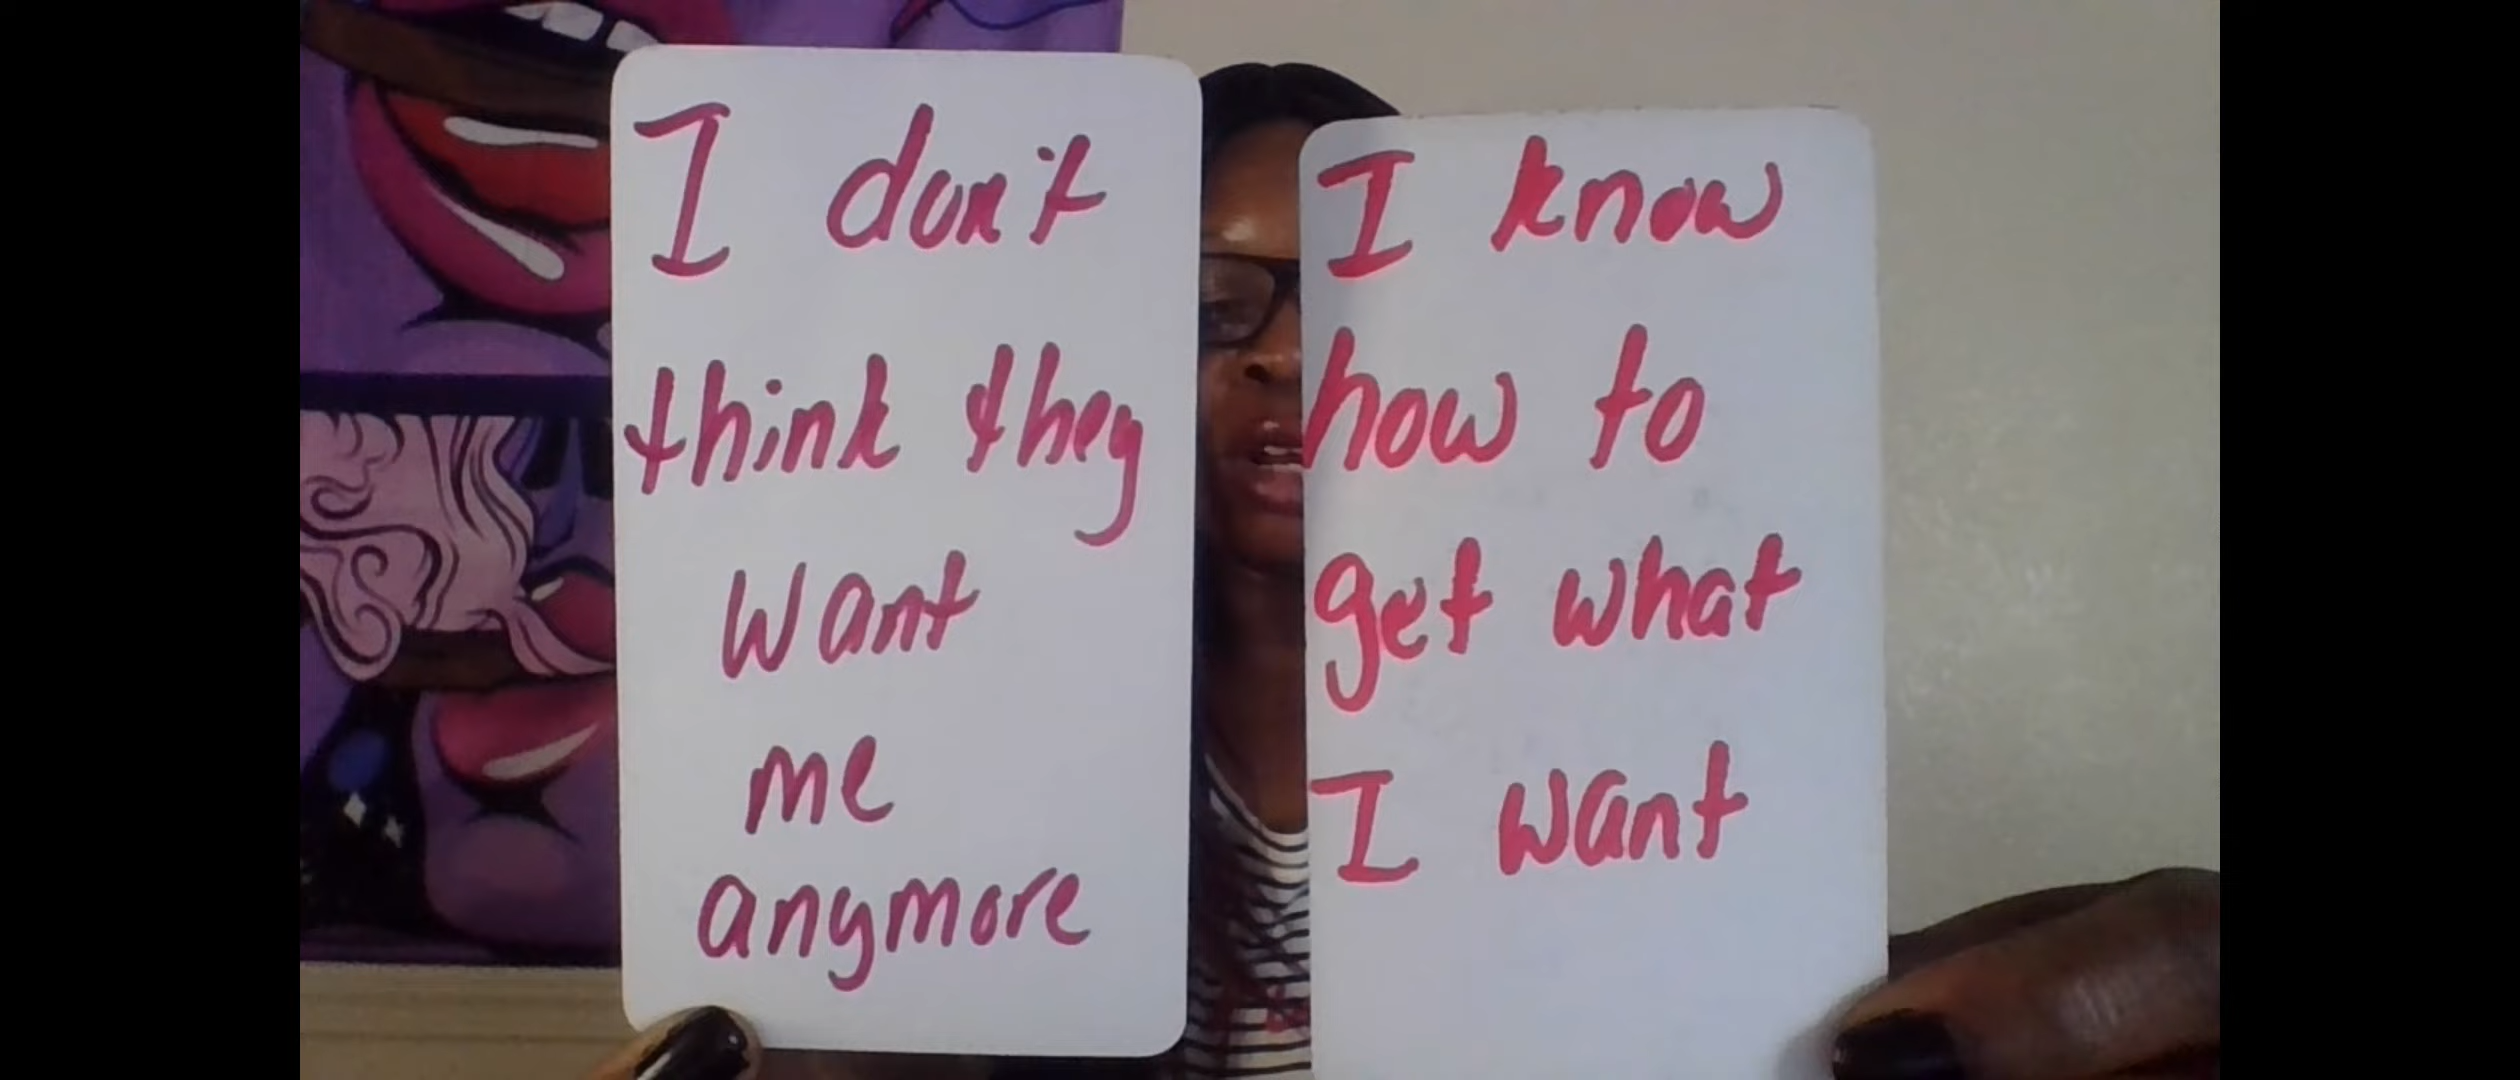 I don't
think they
want
me
anymore
I know
how to
get what
I want